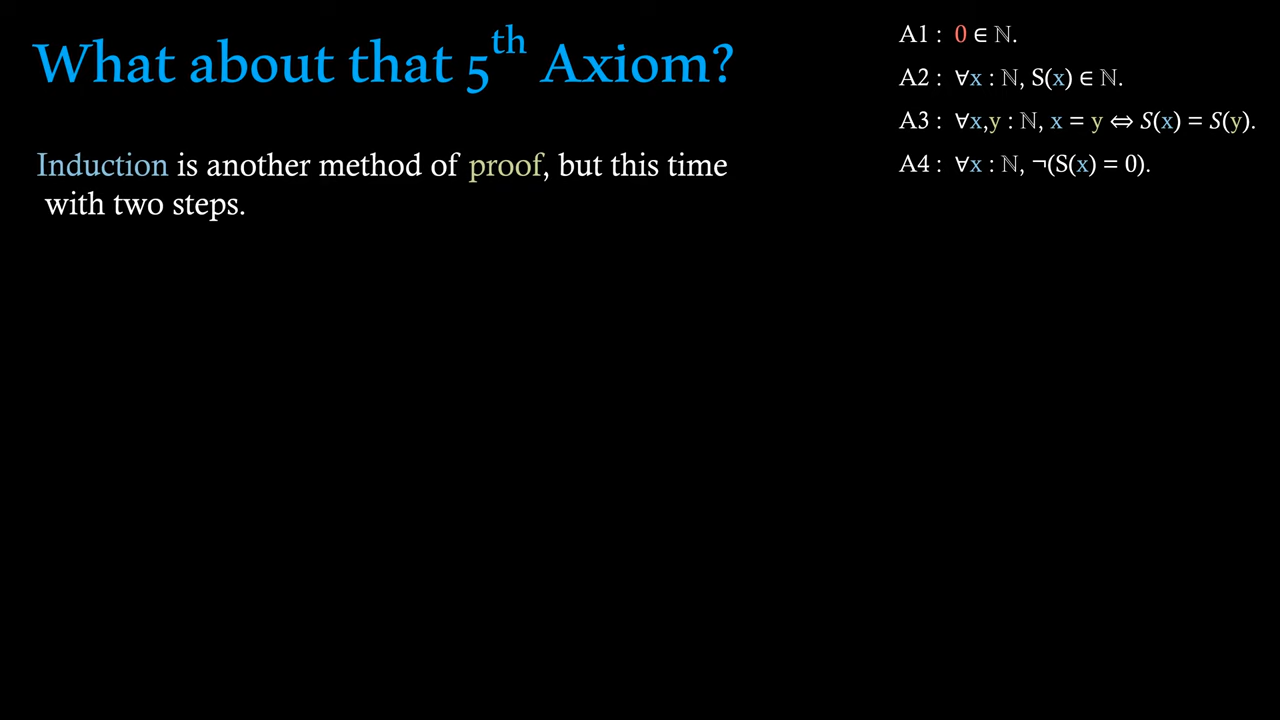 What about that 5th Axiom?
Induction is another method of proof, but this time
with two steps.
A1 : 0 ∈ ℕ.
A2 : ∀x : ℕ, S(x) ∈ ℕ.
A3 : ∀x,y : ℕ, x = y ⇔ S(x) = S(y).
A4 : ∀x : ℕ, ¬(S(x) = 0).